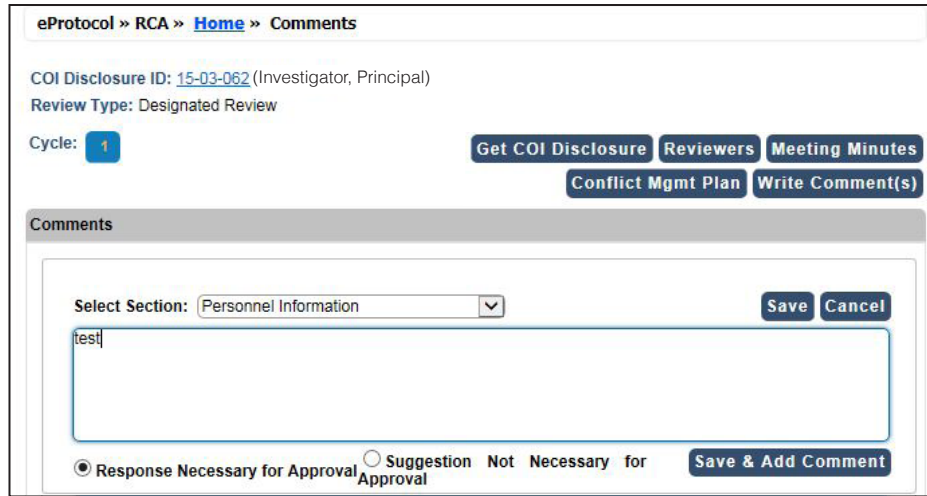 eProtocol » RCA » Home » Comments
COI Disclosure ID: 15-03-062 (Investigator, Principal)
Review Type: Designated Review
Cycle: 1
Get COI Disclosure Reviewers Meeting Minutes
Conflict Mgmt Plan Write Comment(s)
Comments
Select Section: Personnel Information Save Cancel
test
Response Necessary for Approval Suggestion Not Necessary for Approval Save & Add Comment